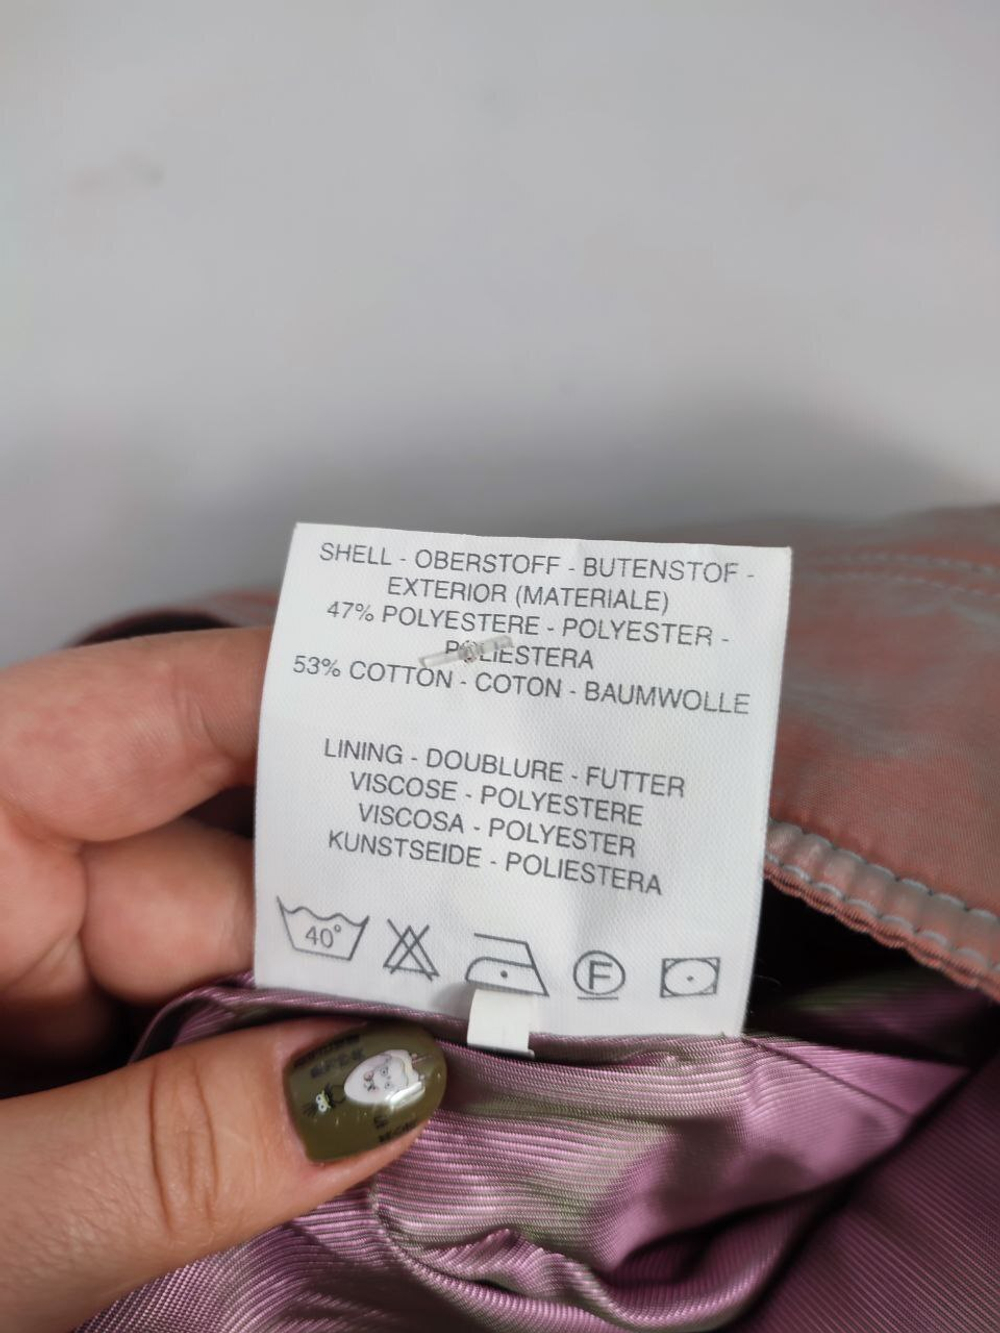 SHELL - OBERSTOFF - BUTENSTOF -
EXTERIOR (MATERIALE)
47% POLYESTERE - POLYESTER -
POLIESTERA
53% COTTON - COTON - BAUMWOLLE
LINING - DOUBLURE - FUTTER
VISCOSE - POLYESTERE
VISCOSA - POLYESTER
KUNSTSEIDE - POLIESTERA
40° F